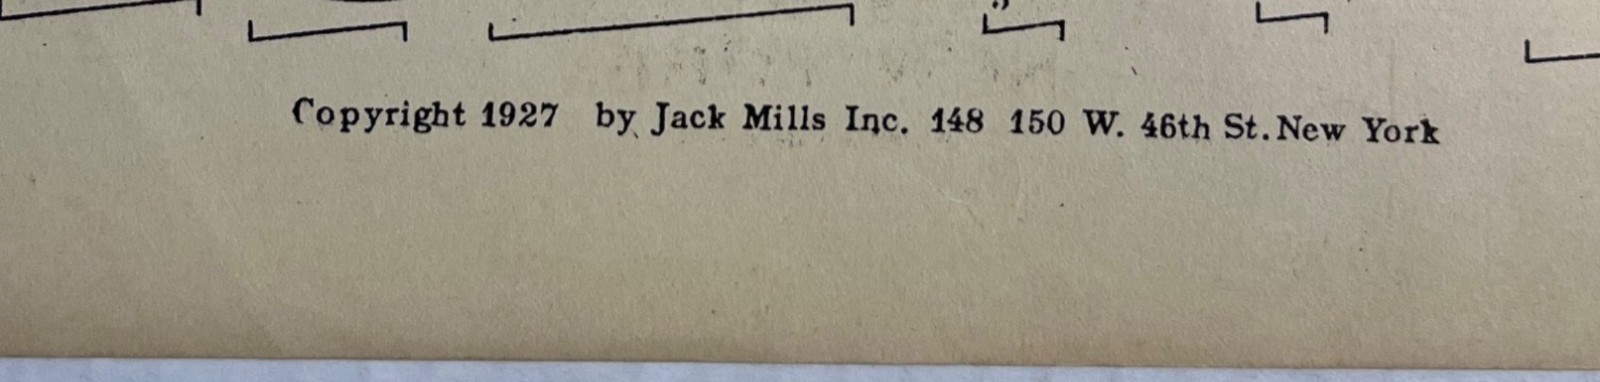 Copyright 1927 by Jack Mills Inc. 148 150 W. 46th St. New York